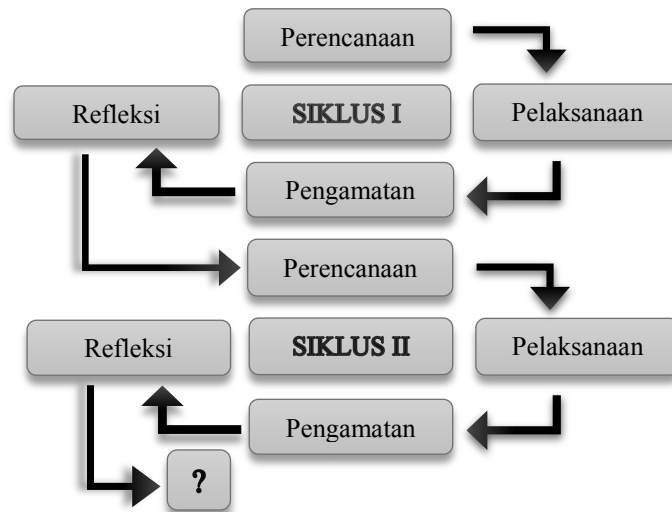 Perencanaan
Refleksi
SIKLUS I
Pelaksanaan
Pengamatan
Perencanaan
Refleksi
SIKLUS II
Pelaksanaan
Pengamatan
?